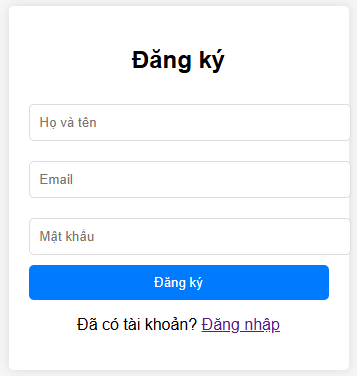 Đăng ký
Họ và tên
Email
Mật khẩu
Đăng ký
Đã có tài khoản? Đăng nhập